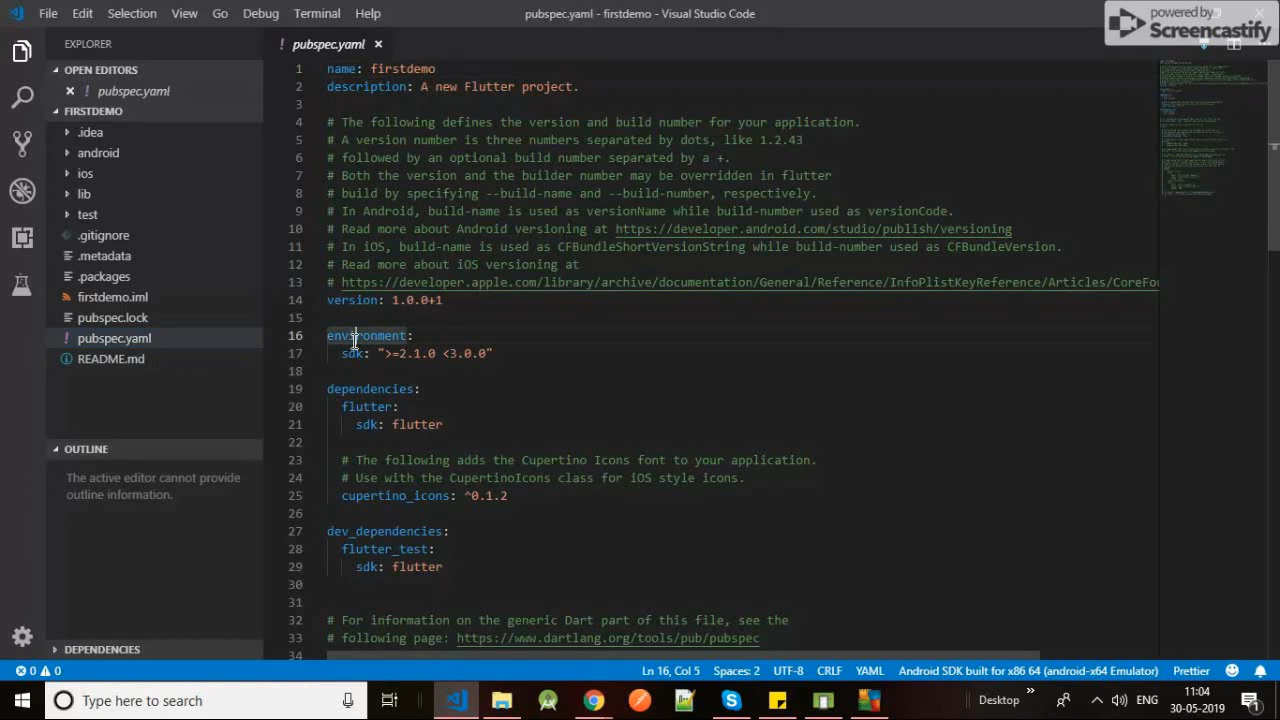 File Edit Selection View Go Debug Terminal Help pubspec.yaml - firstdemo - Visual Studio Code
powered by
Screencastify
EXPLORER
OPEN EDITORS
pubspec.yaml
FIRSTDEMO
.idea
android
ios
lib
test
.gitignore
.metadata
.packages
firstdemo.iml
pubspec.lock
pubspec.yaml
README.md
OUTLINE
The active editor cannot provide
outline information.
DEPENDENCIES
! pubspec.yaml
1 name: firstdemo
2 description: A new Flutter project.
3
4 # The following defines the version and build number for your application.
5 # A version number is three numbers separated by dots, like 1.2.43
6 # followed by an optional build number separated by a +.
7 # Both the version and the builder number may be overridden in flutter
8 # build by specifying --build-name and --build-number, respectively.
9 # In Android, build-name is used as versionName while build-number used as versionCode.
10 # Read more about Android versioning at https://developer.android.com/studio/publish/versioning
11 # In iOS, build-name is used as CFBundleShortVersionString while build-number used as CFBundleVersion.
12 # Read more about iOS versioning at
13 # https://developer.apple.com/library/archive/documentation/General/Reference/InfoPlistKeyReference/Articles/CoreFou
14 version: 1.0.0+1
15
16 environment:
17 sdk: ">=2.1.0 <3.0.0"
18
19 dependencies:
20 flutter:
21 sdk: flutter
22
23 # The following adds the Cupertino Icons font to your application.
24 # Use with the CupertinoIcons class for iOS style icons.
25 cupertino_icons: ^0.1.2
26
27 dev_dependencies:
28 flutter_test:
29 sdk: flutter
30
31
32 # For information on the generic Dart part of this file, see the
33 # following page: https://www.dartlang.org/tools/pub/pubspec
34
0 0 Ln 16, Col 5 Spaces: 2 UTF-8 CRLF YAML Android SDK built for x86 64 (android-x64 Emulator) Prettier
Type here to search Desktop ENG 11:04
30-05-2019 1